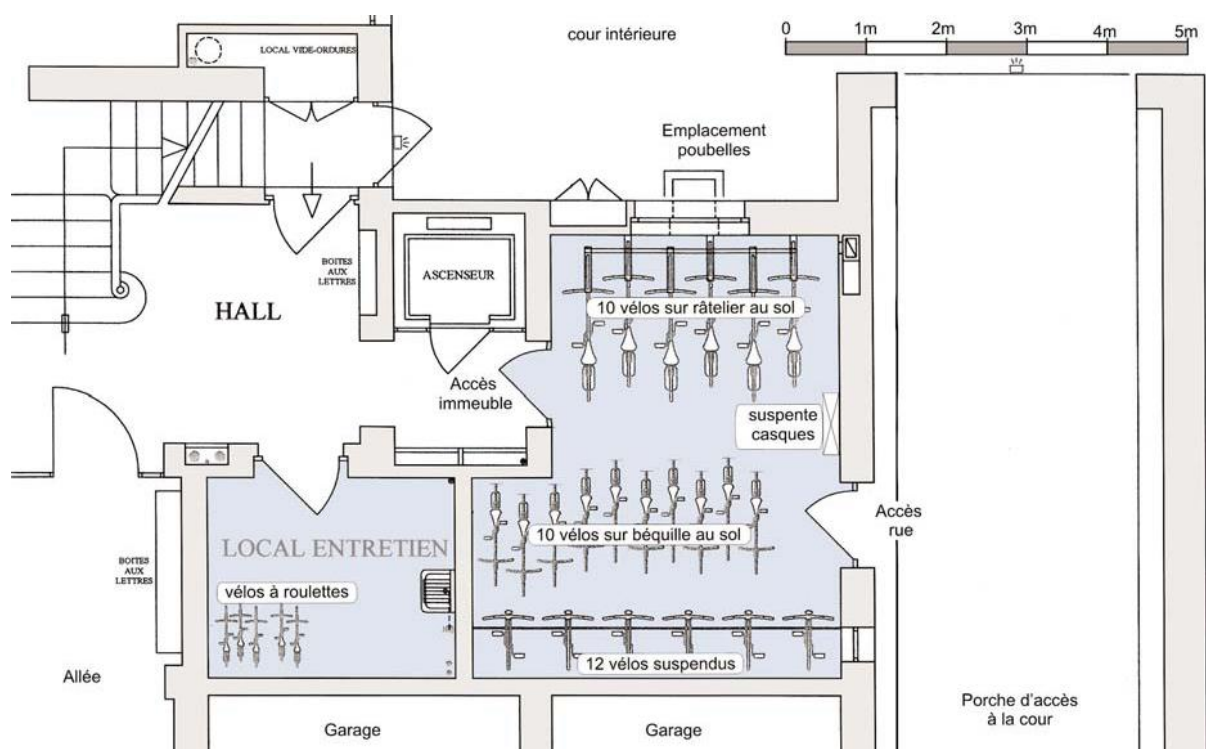 cour intérieure
0 1m 2m 3m 4m 5m
LOCAL VIDE-ORDURES
Emplacement
poubelles
BOITES
AUX
LETTRES
ASCENSEUR
HALL
10 vélos sur râtelier au sol
Accès
immeuble
suspente
casques
Accès
rue
10 vélos sur béquille au sol
LOCAL ENTRETIEN
BOITES
AUX
LETTRES
vélos à roulettes
12 vélos suspendus
Allée
Garage
Garage
Porche d'accès
à la cour